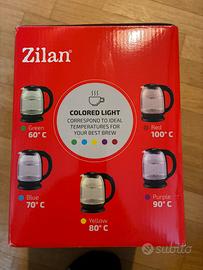 Zilan®
COLORED LIGHT
CORRESPOND TO IDEAL
TEMPERATURES FOR
YOUR BEST BREW
Green
60°C
Red
100°C
Blue
70°C
Purple
90°C
Yellow
80°C
subito